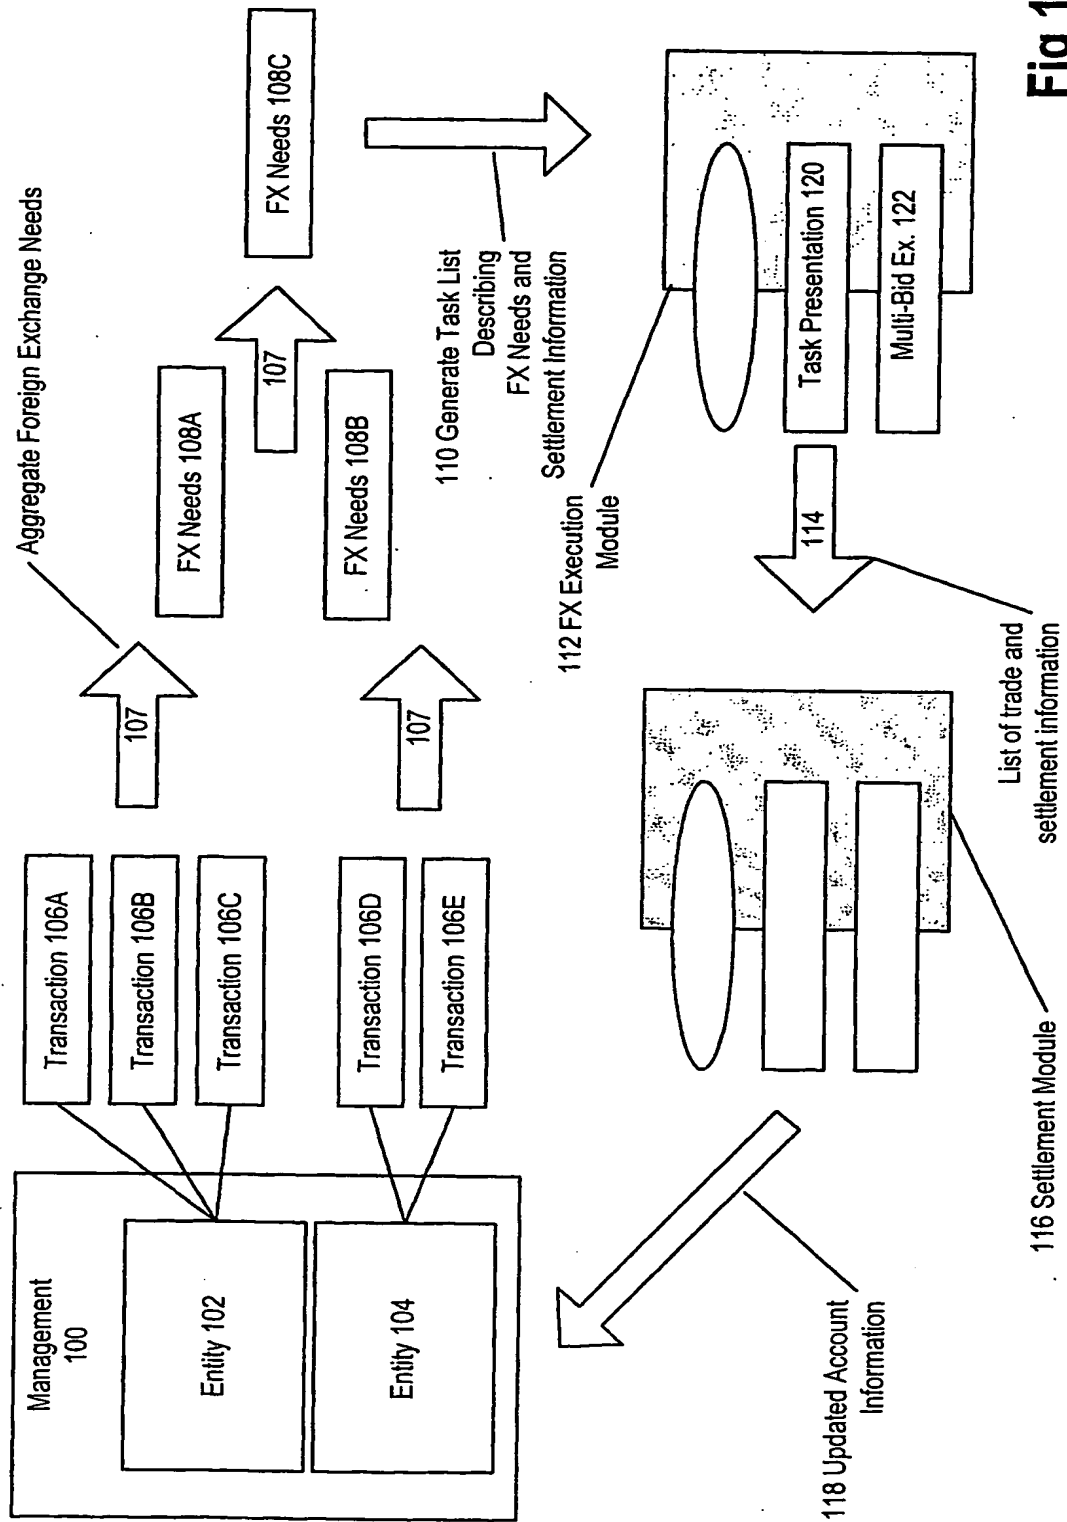 Management
100
Entity 102
Entity 104
Transaction 106A
Transaction 106B
Transaction 106C
Transaction 106D
Transaction 106E
107
107
Aggregate Foreign Exchange Needs
FX Needs 108A
FX Needs 108B
107
FX Needs 108C
110 Generate Task List
Describing
FX Needs and
Settlement Information
112 FX Execution
Module
Task Presentation 120
Multi-Bid Ex. 122
114
List of trade and
settlement information
116 Settlement Module
118 Updated Account
Information
Fig 1